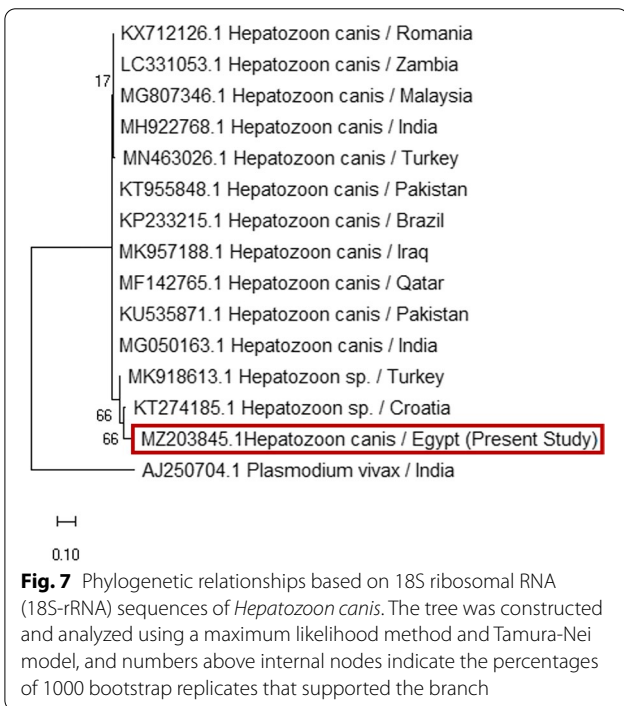 KX712126.1 Hepatozoon canis / Romania
LC331053.1 Hepatozoon canis / Zambia
17
MG807346.1 Hepatozoon canis / Malaysia
MH922768.1 Hepatozoon canis / India
MN463026.1 Hepatozoon canis / Turkey
KT955848.1 Hepatozoon canis / Pakistan
KP233215.1 Hepatozoon canis / Brazil
MK957188.1 Hepatozoon canis / Iraq
MF142765.1 Hepatozoon canis / Qatar
KU535871.1 Hepatozoon canis / Pakistan
MG050163.1 Hepatozoon canis / India
MK918613.1 Hepatozoon sp. / Turkey
66 KT274185.1 Hepatozoon sp. / Croatia
66 MZ203845.1Hepatozoon canis / Egypt (Present Study)
AJ250704.1 Plasmodium vivax / India
0.10
Fig. 7 Phylogenetic relationships based on 18S ribosomal RNA
(18S-rRNA) sequences of Hepatozoon canis. The tree was constructed
and analyzed using a maximum likelihood method and Tamura-Nei
model, and numbers above internal nodes indicate the percentages
of 1000 bootstrap replicates that supported the branch